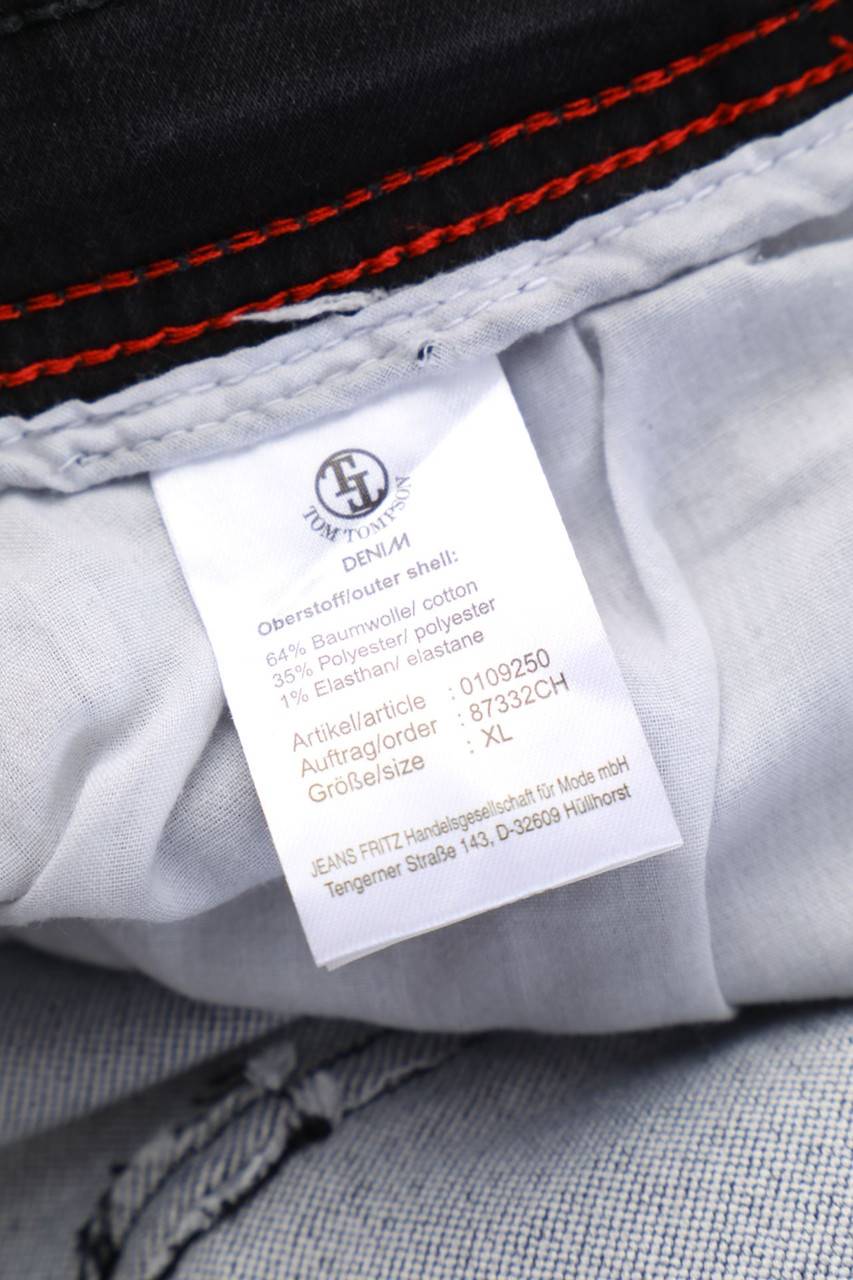 TT
TOM TOMPSON
DENIM
Oberstoff/outer shell:
64% Baumwolle/ cotton
35% Polyester/ polyester
1% Elasthan/ elastane
Artikel/article : 0109250
Auftrag/order : 87332CH
Größe/size : XL
JEANS FRITZ Handelsgesellschaft für Mode mbH
Tengerner Straße 143, D-32609 Hüllhorst